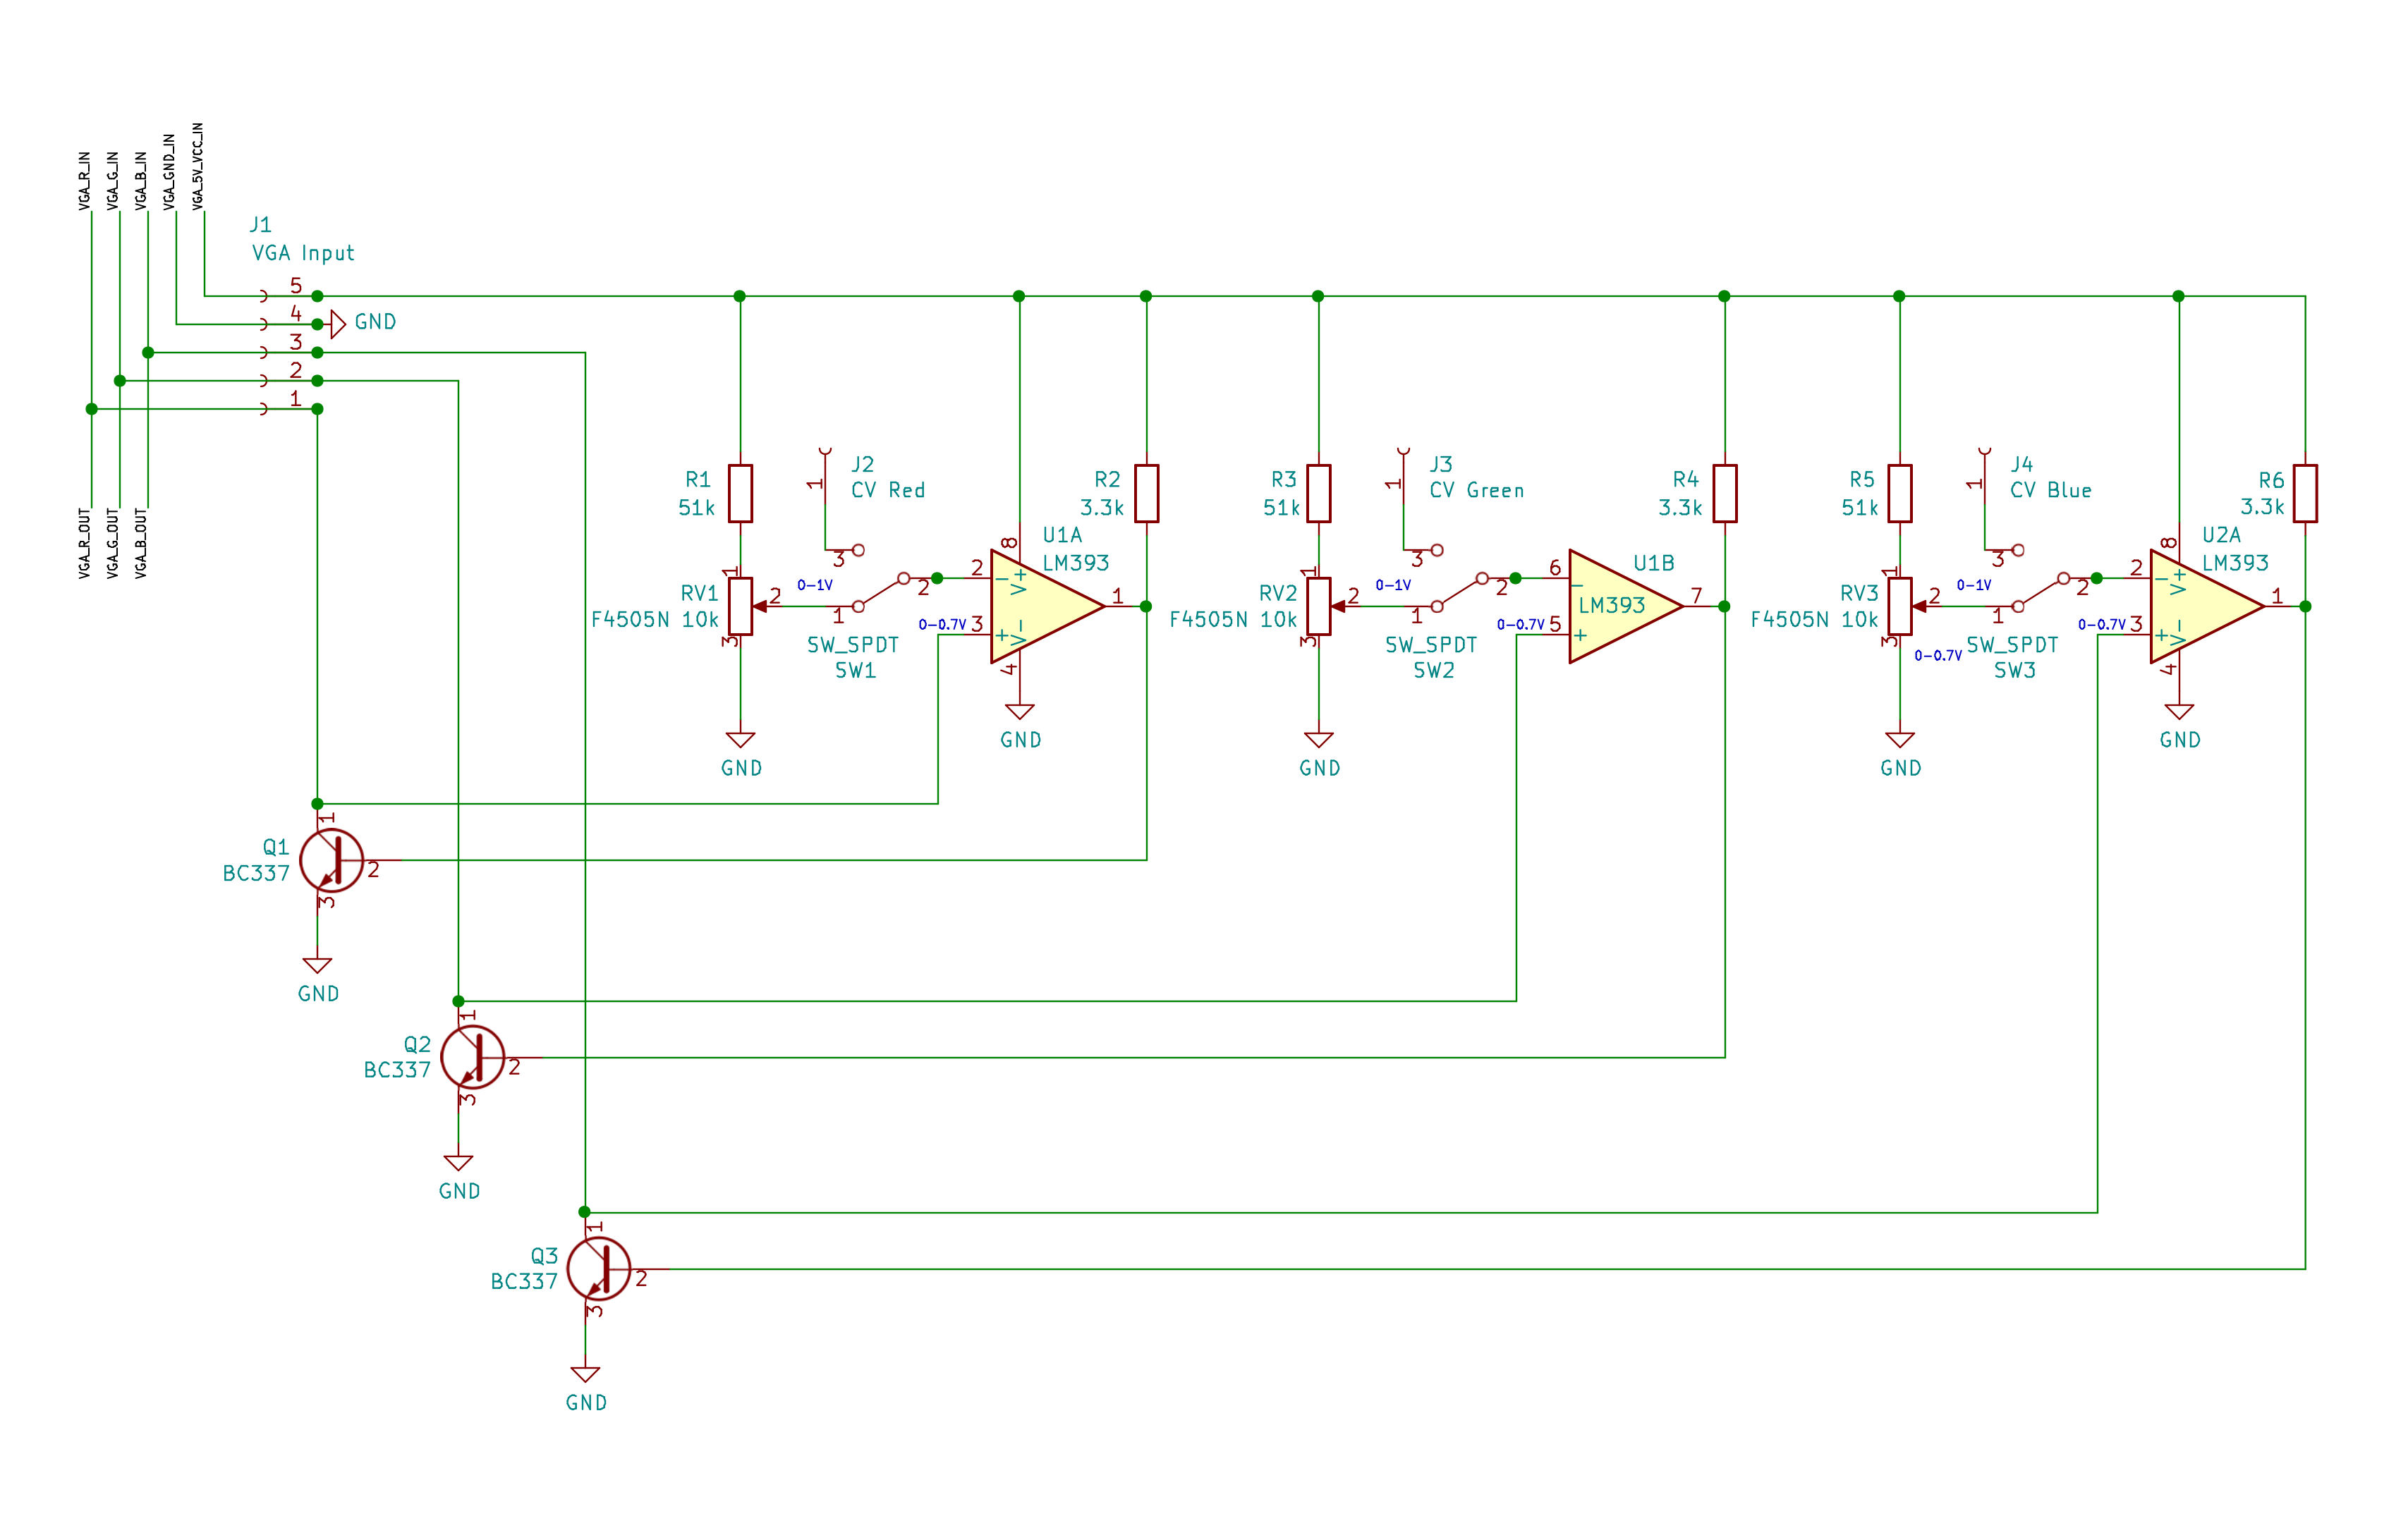 VGA_R_IN
VGA_G_IN
VGA_B_IN
VGA_GND_IN
VGA_5V_VCC_IN
J1
VGA Input
5
4
GND
3
2
1
VGA_R_OUT
VGA_G_OUT
VGA_B_OUT
R1
51k
1
J2
CV Red
3
RV1
F4505N 10k
1
2
3
0-1V
1
2
SW_SPDT
SW1
GND
0-0.7V
U1A
LM393
8
2
3
1
4
−
+
V+
V−
GND
R2
3.3k
R3
51k
1
J3
CV Green
3
RV2
F4505N 10k
1
2
3
0-1V
1
2
SW_SPDT
SW2
GND
0-0.7V
U1B
LM393
6
5
7
−
+
R4
3.3k
R5
51k
1
J4
CV Blue
3
RV3
F4505N 10k
1
2
3
0-1V
0-0.7V
1
2
SW_SPDT
SW3
GND
0-0.7V
U2A
LM393
8
2
3
1
4
−
+
V+
V−
GND
R6
3.3k
Q1
BC337
1
2
3
GND
Q2
BC337
1
2
3
GND
Q3
BC337
1
2
3
GND